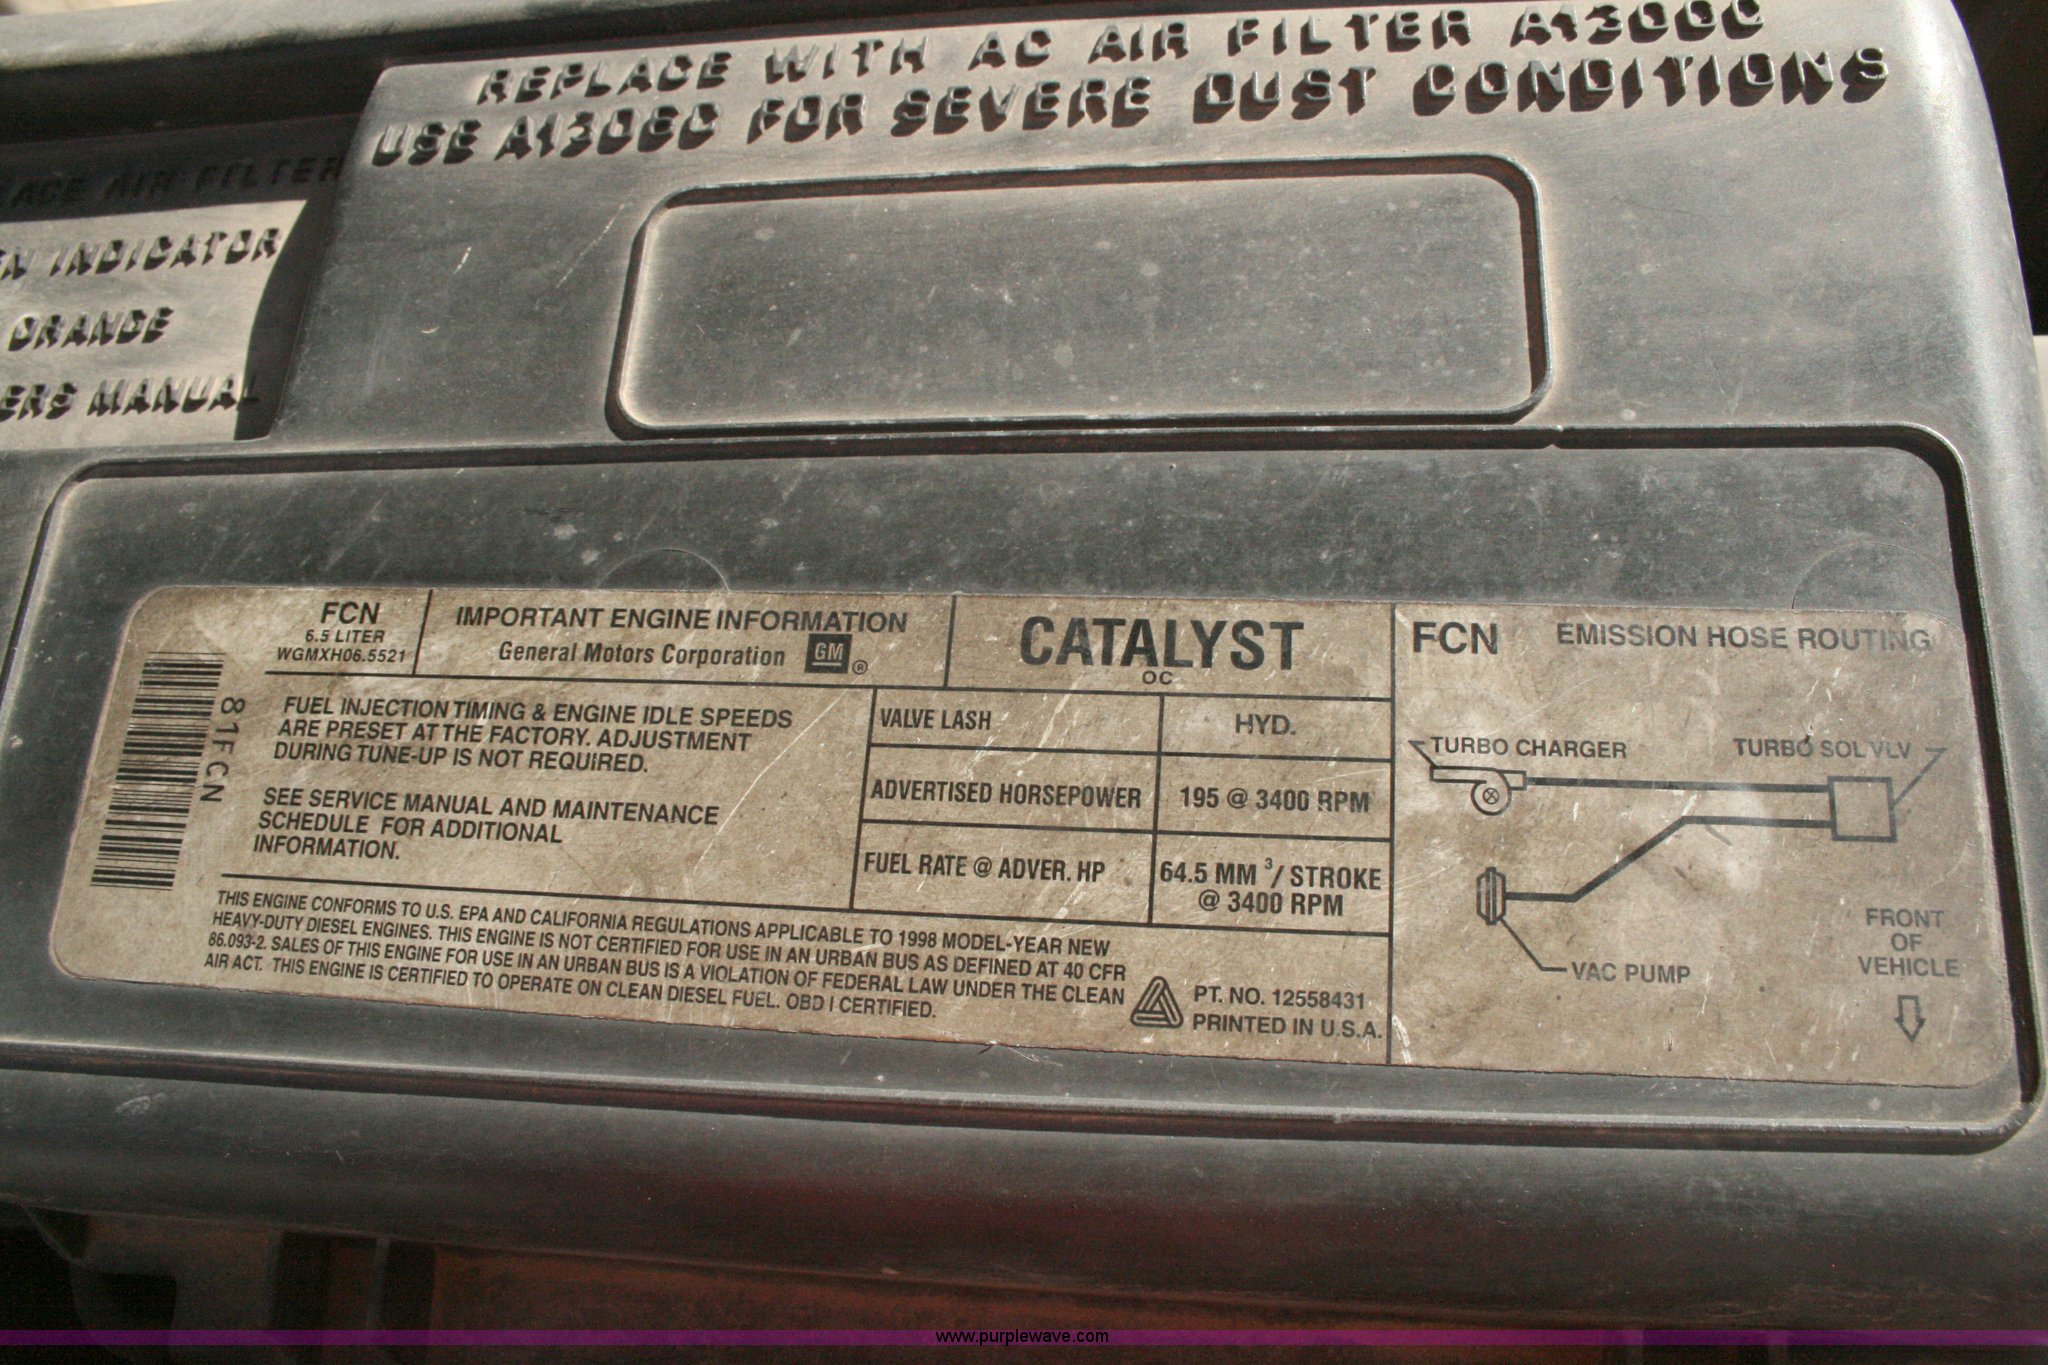 REPLACE WITH AC AIR FILTER A1300C
USE A1306C FOR SEVERE DUST CONDITIONS
AIR FILTER
INDICATOR
ORANGE
MANUAL
FCN
6.5 LITER
WGMXH06.5521
IMPORTANT ENGINE INFORMATION
General Motors Corporation GM ®
CATALYST
OC
81FCN
FUEL INJECTION TIMING & ENGINE IDLE SPEEDS
ARE PRESET AT THE FACTORY. ADJUSTMENT
DURING TUNE-UP IS NOT REQUIRED.
SEE SERVICE MANUAL AND MAINTENANCE
SCHEDULE FOR ADDITIONAL
INFORMATION.
VALVE LASH HYD.
ADVERTISED HORSEPOWER 195 @ 3400 RPM
FUEL RATE @ ADVER. HP 64.5 MM³/ STROKE
@ 3400 RPM
THIS ENGINE CONFORMS TO U.S. EPA AND CALIFORNIA REGULATIONS APPLICABLE TO 1998 MODEL-YEAR NEW
HEAVY-DUTY DIESEL ENGINES. THIS ENGINE IS NOT CERTIFIED FOR USE IN AN URBAN BUS AS DEFINED AT 40 CFR
86.093-2. SALES OF THIS ENGINE FOR USE IN AN URBAN BUS IS A VIOLATION OF FEDERAL LAW UNDER THE CLEAN
AIR ACT. THIS ENGINE IS CERTIFIED TO OPERATE ON CLEAN DIESEL FUEL. OBD I CERTIFIED.
PT. NO. 12558431
PRINTED IN U.S.A.
FCN EMISSION HOSE ROUTING
TURBO CHARGER TURBO SOL VLV
VAC PUMP
FRONT
OF
VEHICLE
www.purplewave.com